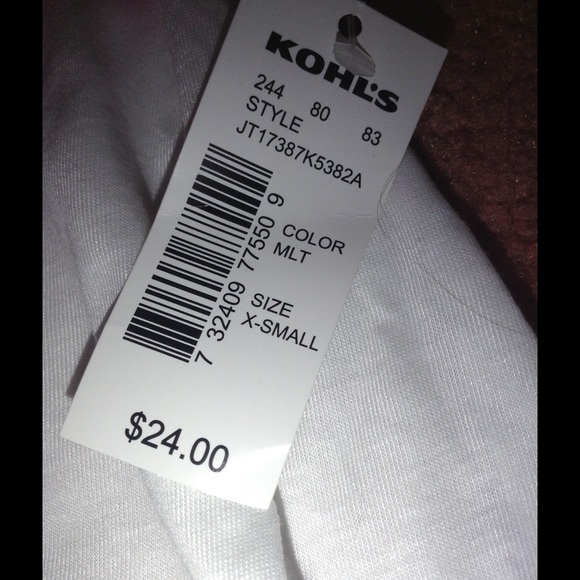 KOHL'S
244 80 83
STYLE
JT17387K5382A
7 32409 77550 9
COLOR
MLT
SIZE
X-SMALL
$24.00